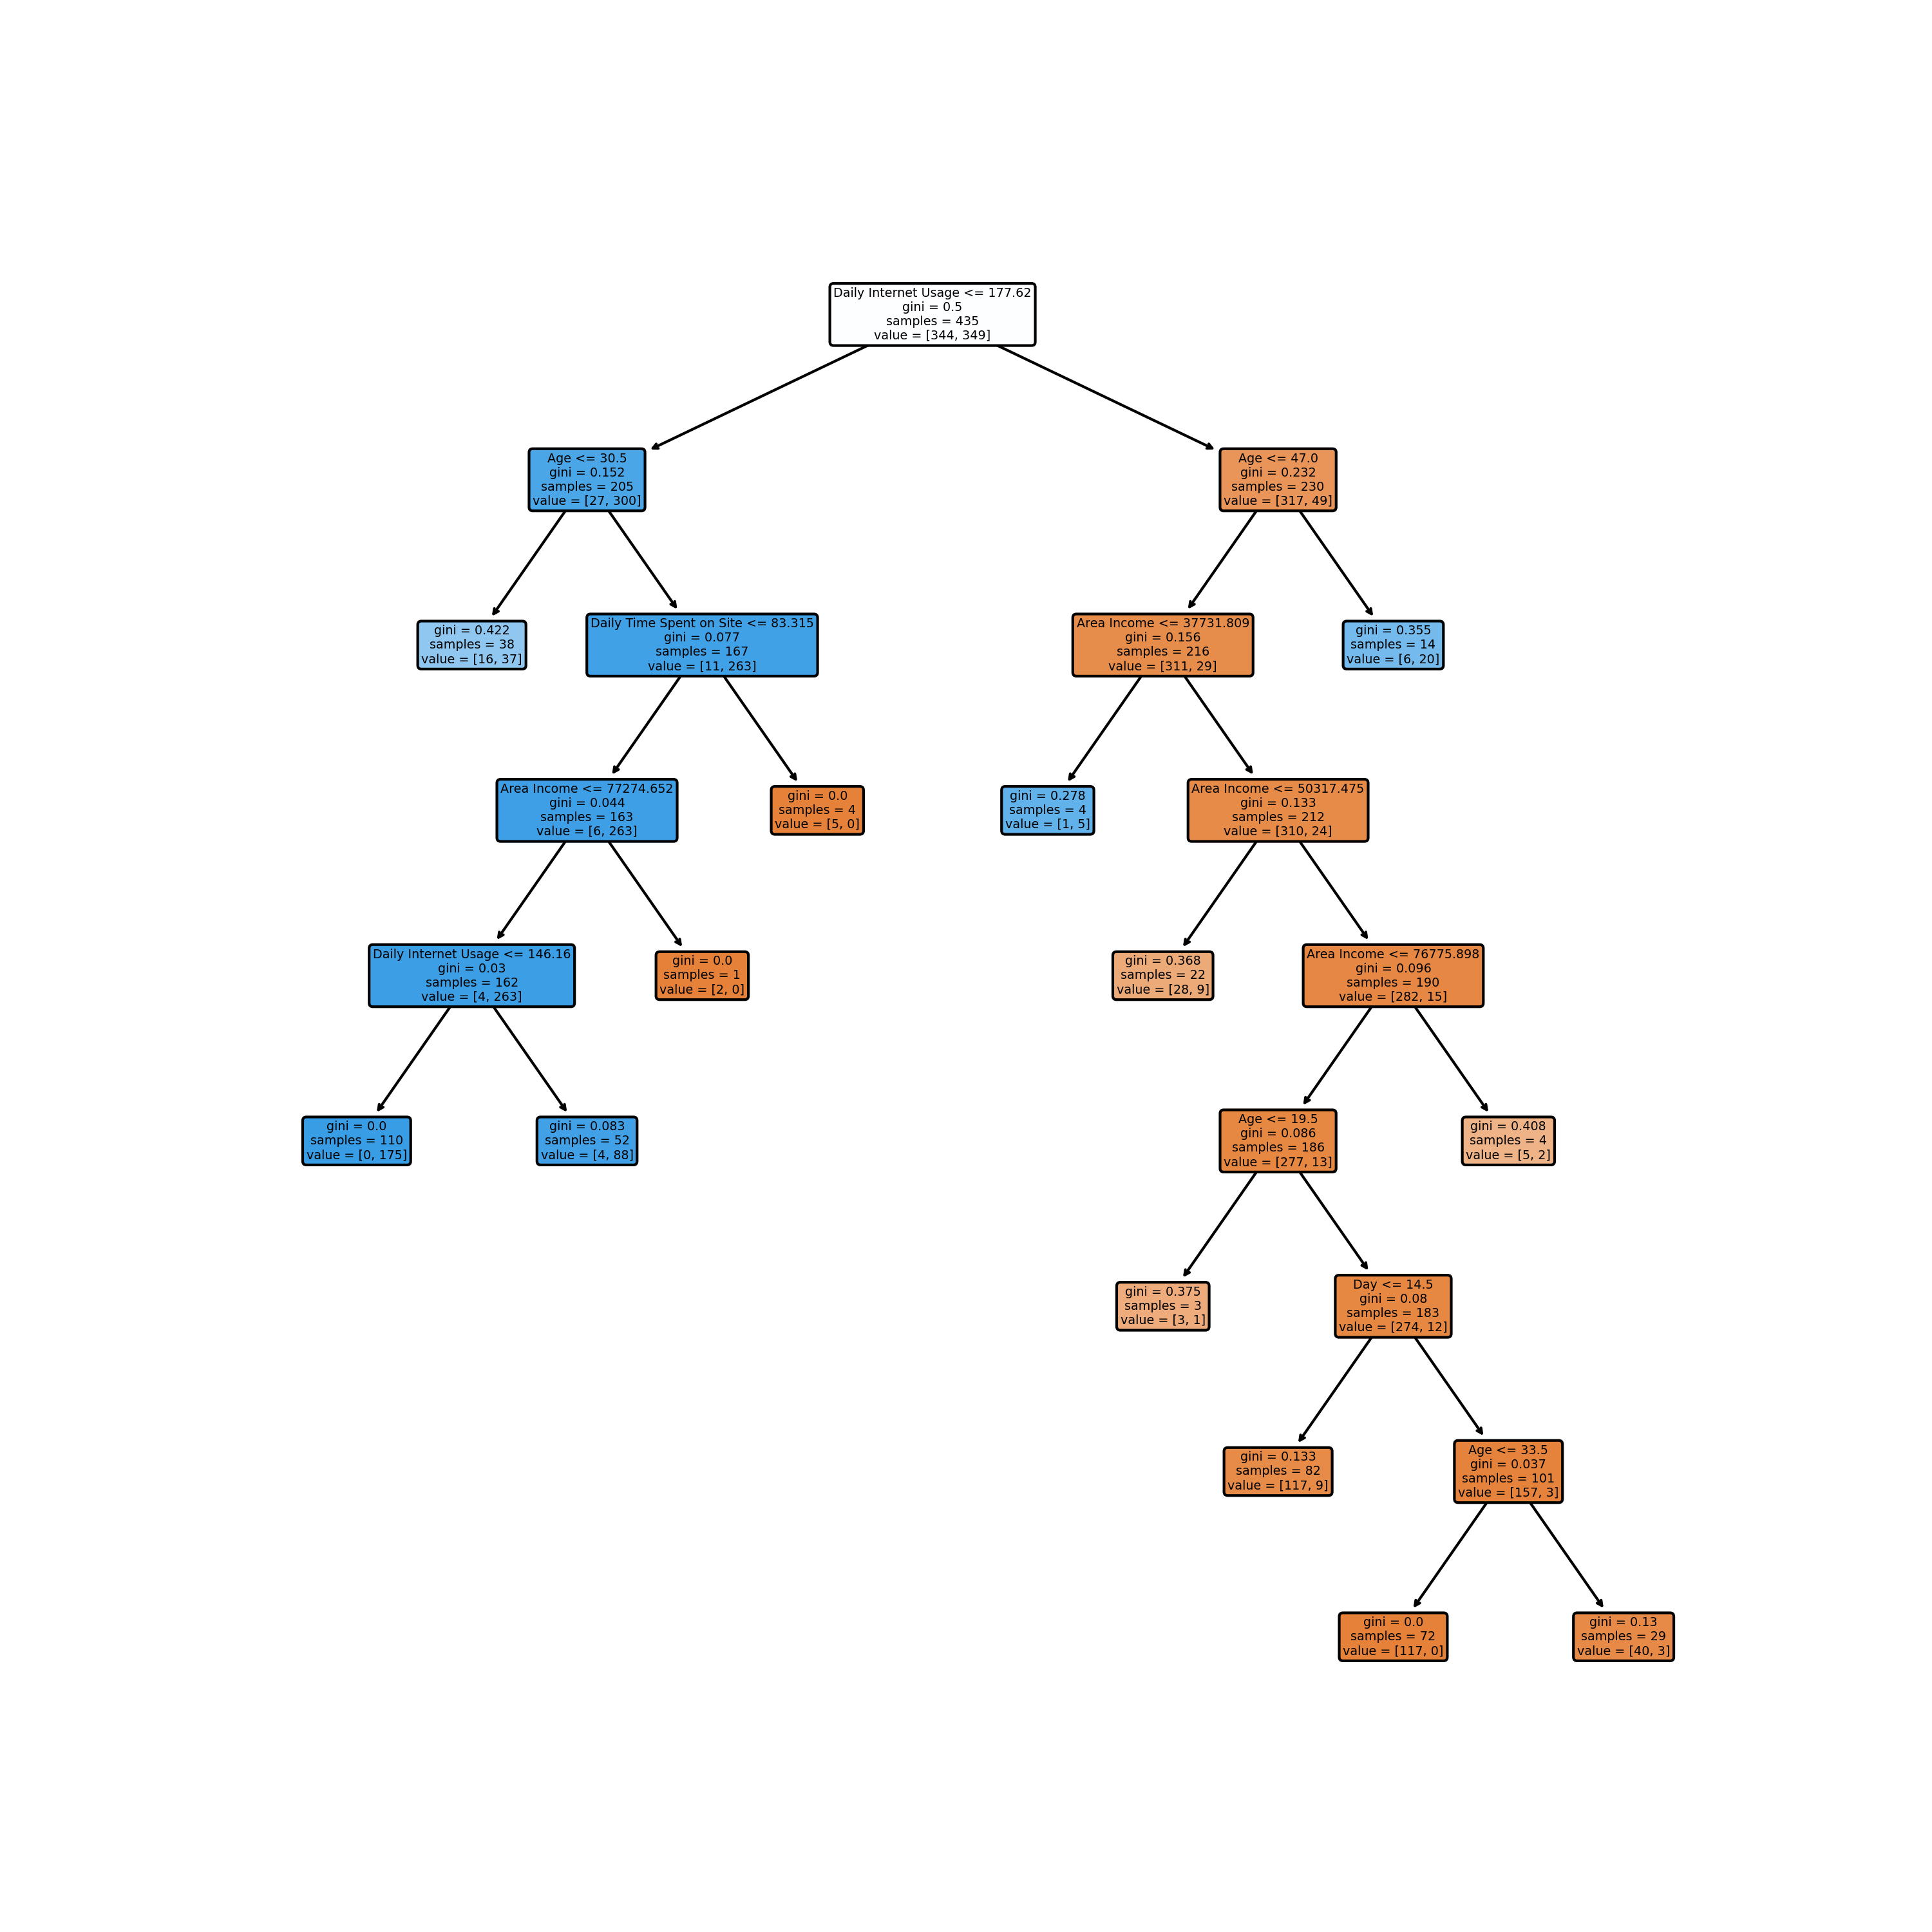 Daily Internet Usage <= 177.62
gini = 0.5
samples = 435
value = [344, 349]
Age <= 30.5
gini = 0.152
samples = 205
value = [27, 300]
Age <= 47.0
gini = 0.232
samples = 230
value = [317, 49]
gini = 0.422
samples = 38
value = [16, 37]
Daily Time Spent on Site <= 83.315
gini = 0.077
samples = 167
value = [11, 263]
Area Income <= 37731.809
gini = 0.156
samples = 216
value = [311, 29]
gini = 0.355
samples = 14
value = [6, 20]
Area Income <= 77274.652
gini = 0.044
samples = 163
value = [6, 263]
gini = 0.0
samples = 4
value = [5, 0]
gini = 0.278
samples = 4
value = [1, 5]
Area Income <= 50317.475
gini = 0.133
samples = 212
value = [310, 24]
Daily Internet Usage <= 146.16
gini = 0.03
samples = 162
value = [4, 263]
gini = 0.0
samples = 1
value = [2, 0]
gini = 0.368
samples = 22
value = [28, 9]
Area Income <= 76775.898
gini = 0.096
samples = 190
value = [282, 15]
gini = 0.0
samples = 110
value = [0, 175]
gini = 0.083
samples = 52
value = [4, 88]
Age <= 19.5
gini = 0.086
samples = 186
value = [277, 13]
gini = 0.408
samples = 4
value = [5, 2]
gini = 0.375
samples = 3
value = [3, 1]
Day <= 14.5
gini = 0.08
samples = 183
value = [274, 12]
gini = 0.133
samples = 82
value = [117, 9]
Age <= 33.5
gini = 0.037
samples = 101
value = [157, 3]
gini = 0.0
samples = 72
value = [117, 0]
gini = 0.13
samples = 29
value = [40, 3]